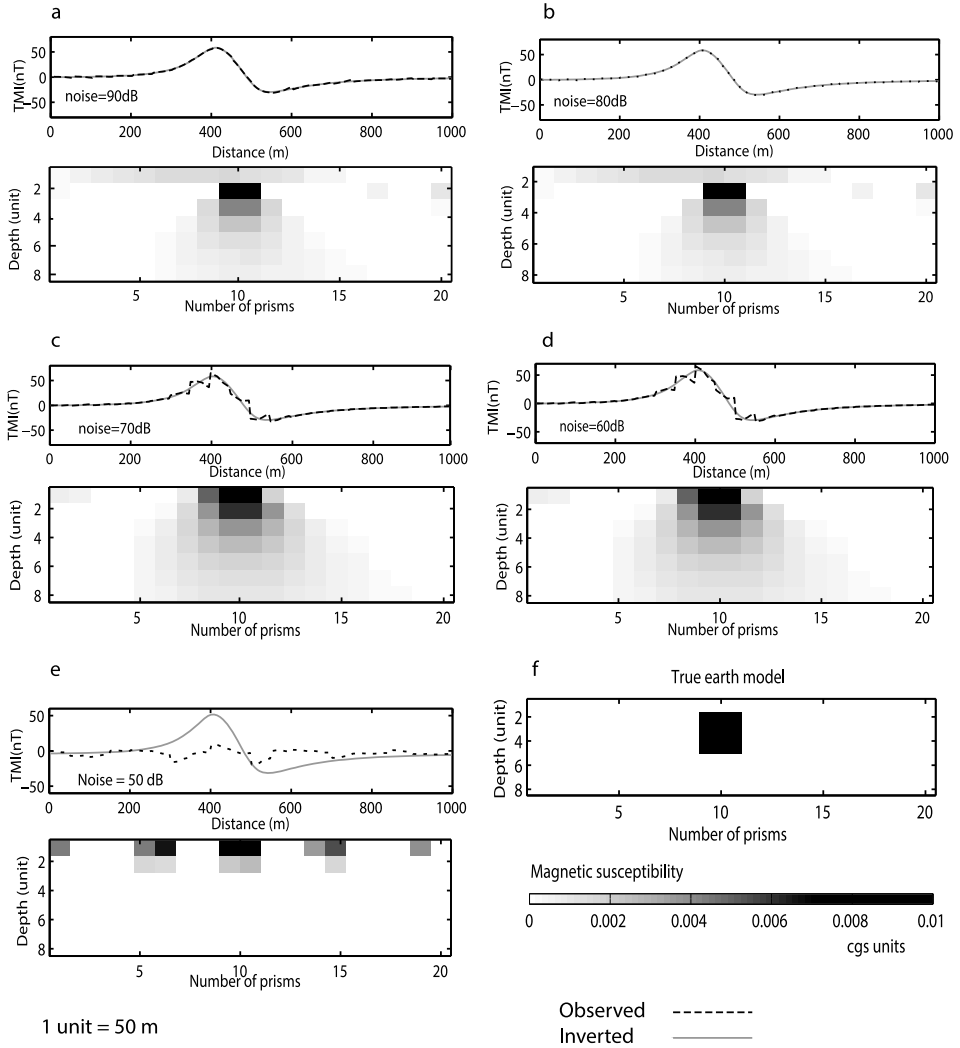 a
TMI(nT)
50
0
−50
noise=90dB
0 200 400 600 800 1000
Distance (m)
Depth (unit)
2
4
6
8
5 10 15 20
Number of prisms
b
TMI(nT)
50
0
−50
noise=80dB
0 200 400 600 800 1000
Distance (m)
Depth (unit)
2
4
6
8
5 10 15 20
Number of prisms
c
TMI(nT)
50
0
−50
noise=70dB
0 200 400 600 800 1000
Distance (m)
Depth (unit)
2
4
6
8
5 10 15 20
Number of prisms
d
TMI(nT)
50
0
−50
noise=60dB
0 200 400 600 800 1000
Distance (m)
Depth (unit)
2
4
6
8
5 10 15 20
Number of prisms
e
TMI(nT)
50
0
−50
Noise = 50 dB
0 200 400 600 800 1000
Distance (m)
Depth (unit)
2
4
6
8
5 10 15 20
Number of prisms
f
True earth model
Depth (unit)
2
4
6
8
5 10 15 20
Number of prisms
Magnetic susceptibility
0 0.002 0.004 0.006 0.008 0.01
cgs units
1 unit = 50 m
Observed
Inverted